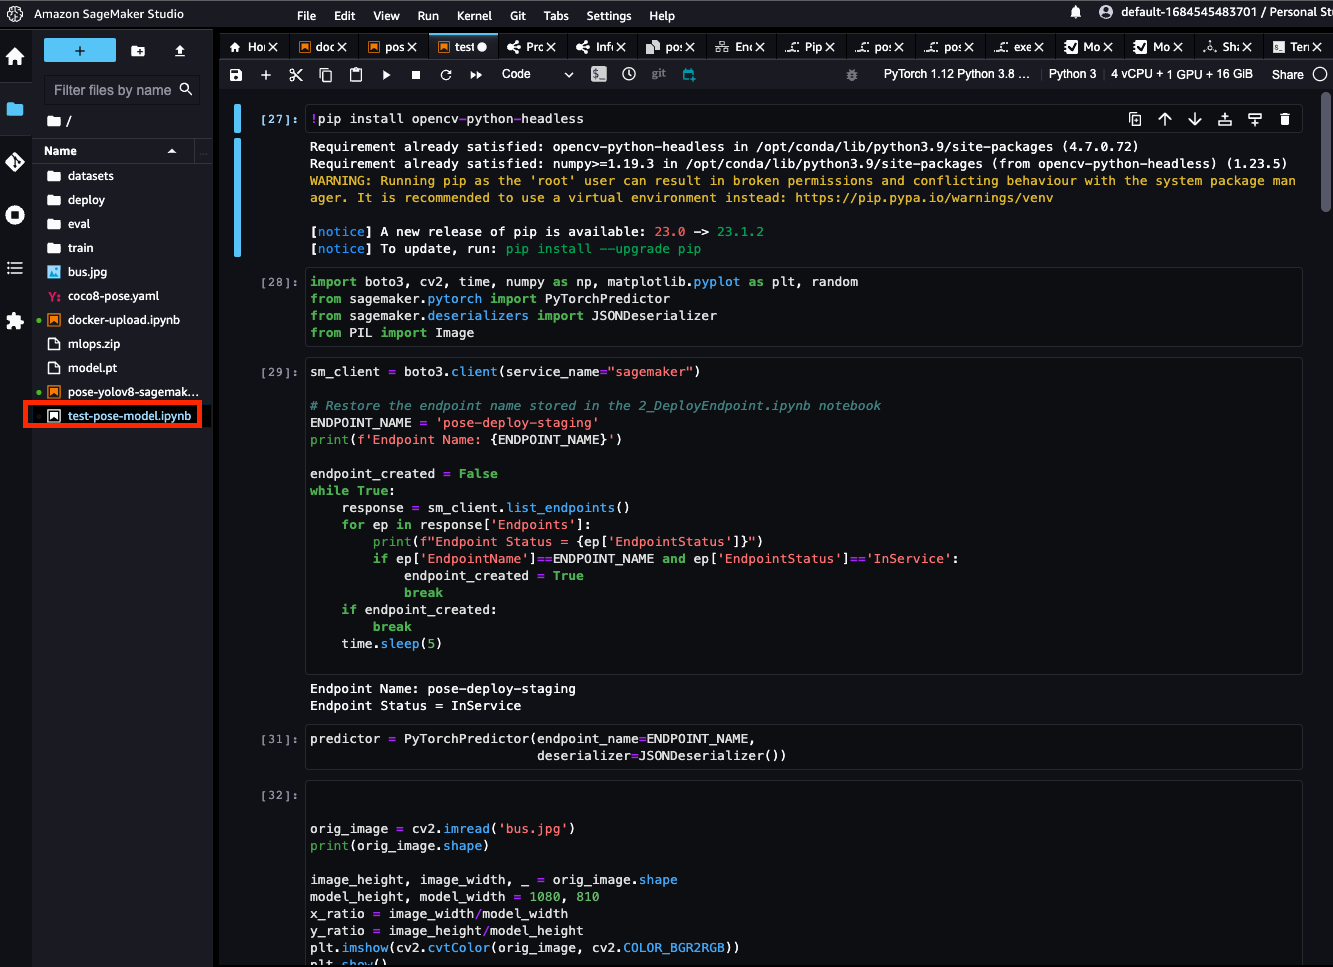 Amazon SageMaker Studio
File Edit View Run Kernel Git Tabs Settings Help
default-1684545483701 / Personal St
+
Filter files by name
/
Name
datasets
deploy
eval
train
bus.jpg
Y: coco8-pose.yaml
docker-upload.ipynb
mlops.zip
model.pt
pose-yolov8-sagemak...
test-pose-model.ipynb
Ho doc pos test Pro Inf pos En Pip pos pos exe Mo Mo Sh Ter
Code
git
PyTorch 1.12 Python 3.8 ... Python 3 4 vCPU + 1 GPU + 16 GiB Share
[27]: !pip install opencv-python-headless
Requirement already satisfied: opencv-python-headless in /opt/conda/lib/python3.9/site-packages (4.7.0.72)
Requirement already satisfied: numpy>=1.19.3 in /opt/conda/lib/python3.9/site-packages (from opencv-python-headless) (1.23.5)
WARNING: Running pip as the 'root' user can result in broken permissions and conflicting behaviour with the system package man
ager. It is recommended to use a virtual environment instead: https://pip.pypa.io/warnings/venv
[notice] A new release of pip is available: 23.0 -> 23.1.2
[notice] To update, run: pip install --upgrade pip
[28]: import boto3, cv2, time, numpy as np, matplotlib.pyplot as plt, random
from sagemaker.pytorch import PyTorchPredictor
from sagemaker.deserializers import JSONDeserializer
from PIL import Image
[29]: sm_client = boto3.client(service_name="sagemaker")
# Restore the endpoint name stored in the 2_DeployEndpoint.ipynb notebook
ENDPOINT_NAME = 'pose-deploy-staging'
print(f'Endpoint Name: {ENDPOINT_NAME}')
endpoint_created = False
while True:
response = sm_client.list_endpoints()
for ep in response['Endpoints']:
print(f"Endpoint Status = {ep['EndpointStatus']}")
if ep['EndpointName']==ENDPOINT_NAME and ep['EndpointStatus']=='InService':
endpoint_created = True
break
if endpoint_created:
break
time.sleep(5)
Endpoint Name: pose-deploy-staging
Endpoint Status = InService
[31]: predictor = PyTorchPredictor(endpoint_name=ENDPOINT_NAME,
deserializer=JSONDeserializer())
[32]:
orig_image = cv2.imread('bus.jpg')
print(orig_image.shape)
image_height, image_width, _ = orig_image.shape
model_height, model_width = 1080, 810
x_ratio = image_width/model_width
y_ratio = image_height/model_height
plt.imshow(cv2.cvtColor(orig_image, cv2.COLOR_BGR2RGB))
plt.show()